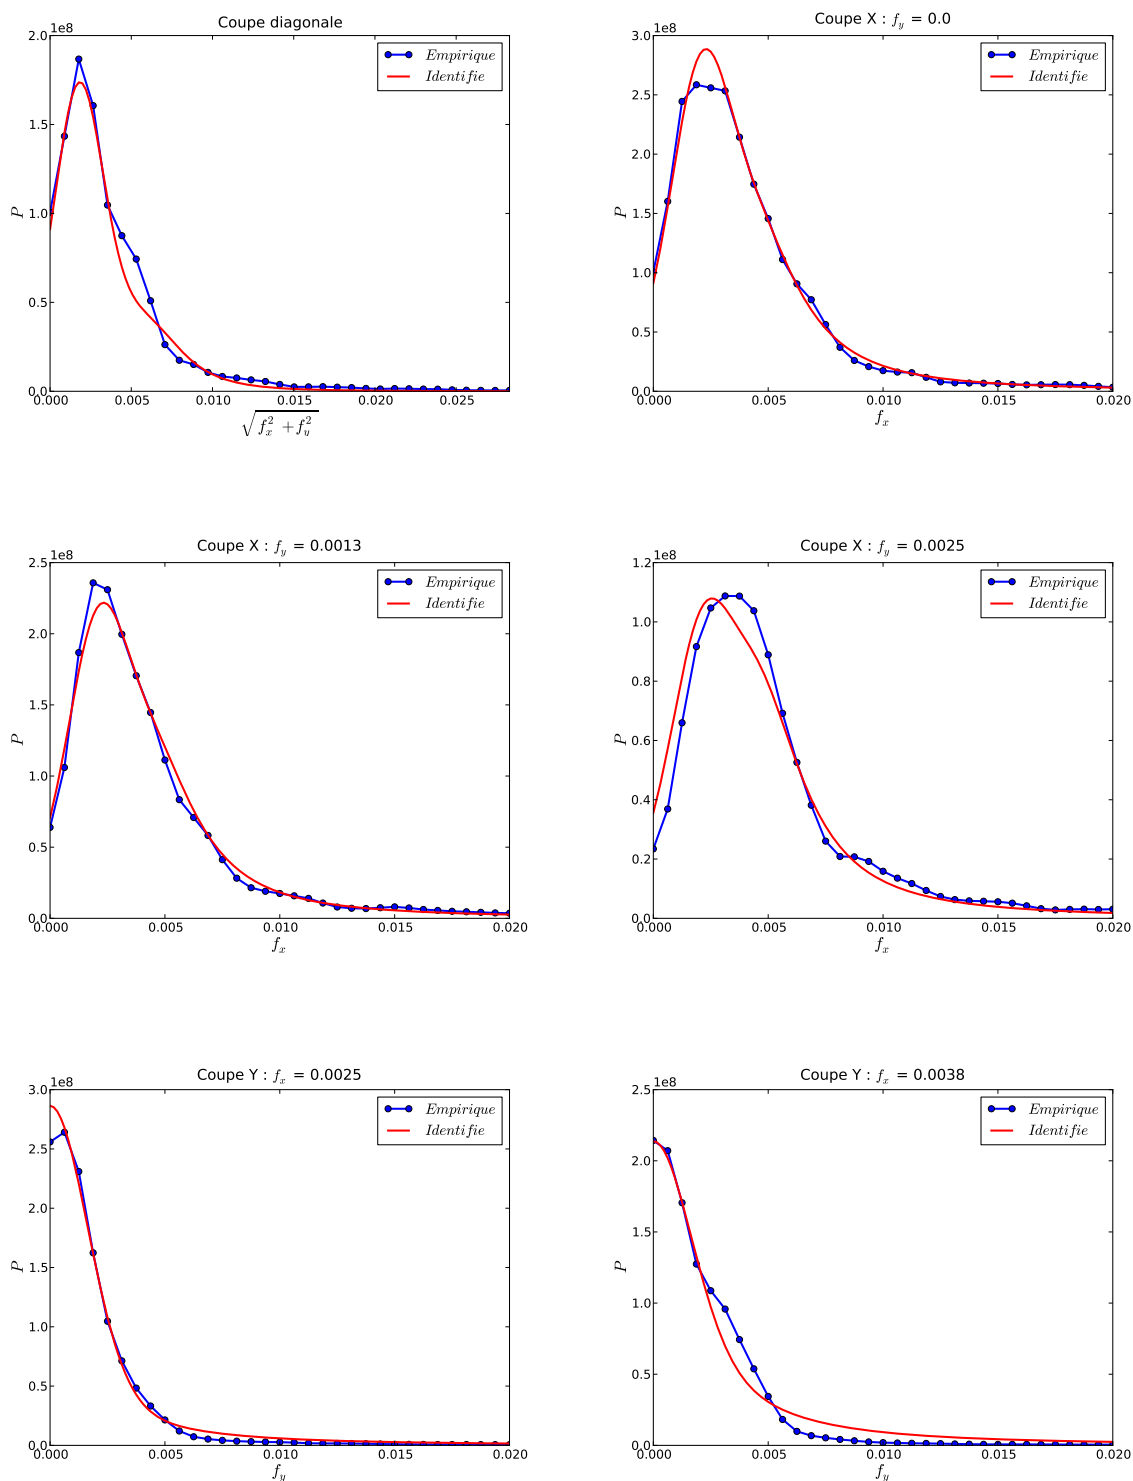 Coupe diagonale
1e8
2.0
1.5
1.0
0.5
0.0
P
0.000 0.005 0.010 0.015 0.020 0.025
√(f_x^2 + f_y^2)
Empirique
Identifie
Coupe X : f_y = 0.0
1e8
3.0
2.5
2.0
1.5
1.0
0.5
0.0
P
0.000 0.005 0.010 0.015 0.020
f_x
Empirique
Identifie
Coupe X : f_y = 0.0013
1e8
2.5
2.0
1.5
1.0
0.5
0.0
P
0.000 0.005 0.010 0.015 0.020
f_x
Empirique
Identifie
Coupe X : f_y = 0.0025
1e8
1.2
1.0
0.8
0.6
0.4
0.2
0.0
P
0.000 0.005 0.010 0.015 0.020
f_x
Empirique
Identifie
Coupe Y : f_x = 0.0025
1e8
3.0
2.5
2.0
1.5
1.0
0.5
0.0
P
0.000 0.005 0.010 0.015 0.020
f_y
Empirique
Identifie
Coupe Y : f_x = 0.0038
1e8
2.5
2.0
1.5
1.0
0.5
0.0
P
0.000 0.005 0.010 0.015 0.020
f_y
Empirique
Identifie